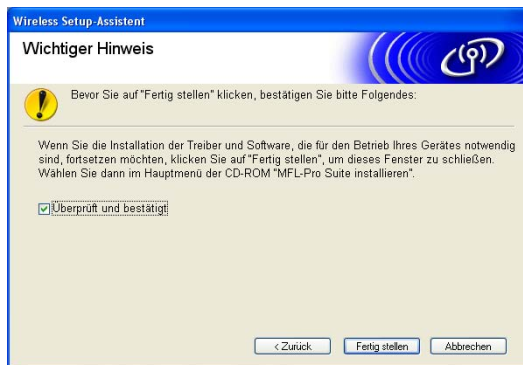 Wireless Setup-Assistent
Wichtiger Hinweis
Bevor Sie auf "Fertig stellen" klicken, bestätigen Sie bitte Folgendes:
Wenn Sie die Installation der Treiber und Software, die für den Betrieb Ihres Gerätes notwendig
sind, fortsetzen möchten, klicken Sie auf "Fertig stellen", um dieses Fenster zu schließen.
Wählen Sie dann im Hauptmenü der CD-ROM "MFL-Pro Suite installieren".
Überprüft und bestätigt
< Zurück
Fertig stellen
Abbrechen